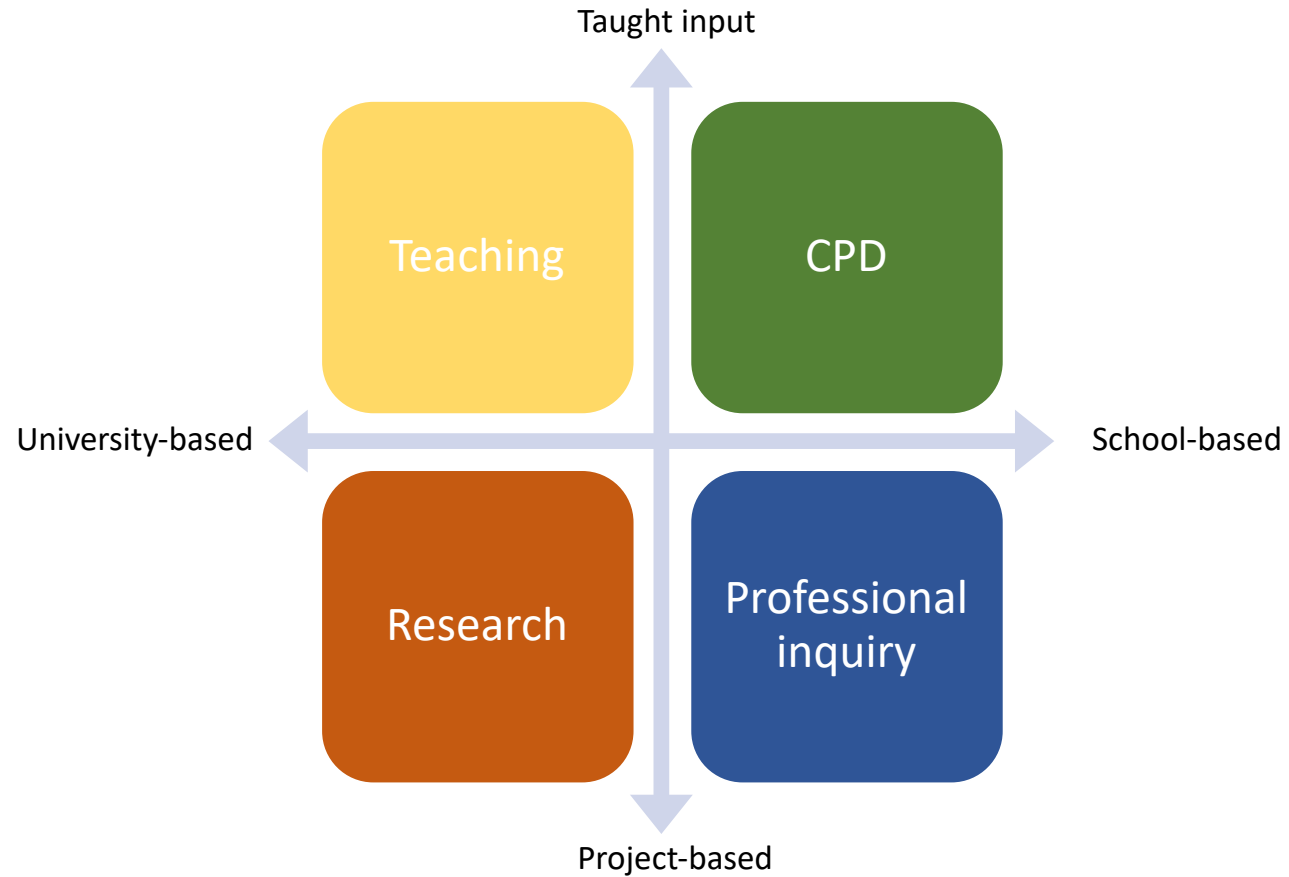 Taught input
Teaching
CPD
University-based
School-based
Research
Professional
inquiry
Project-based